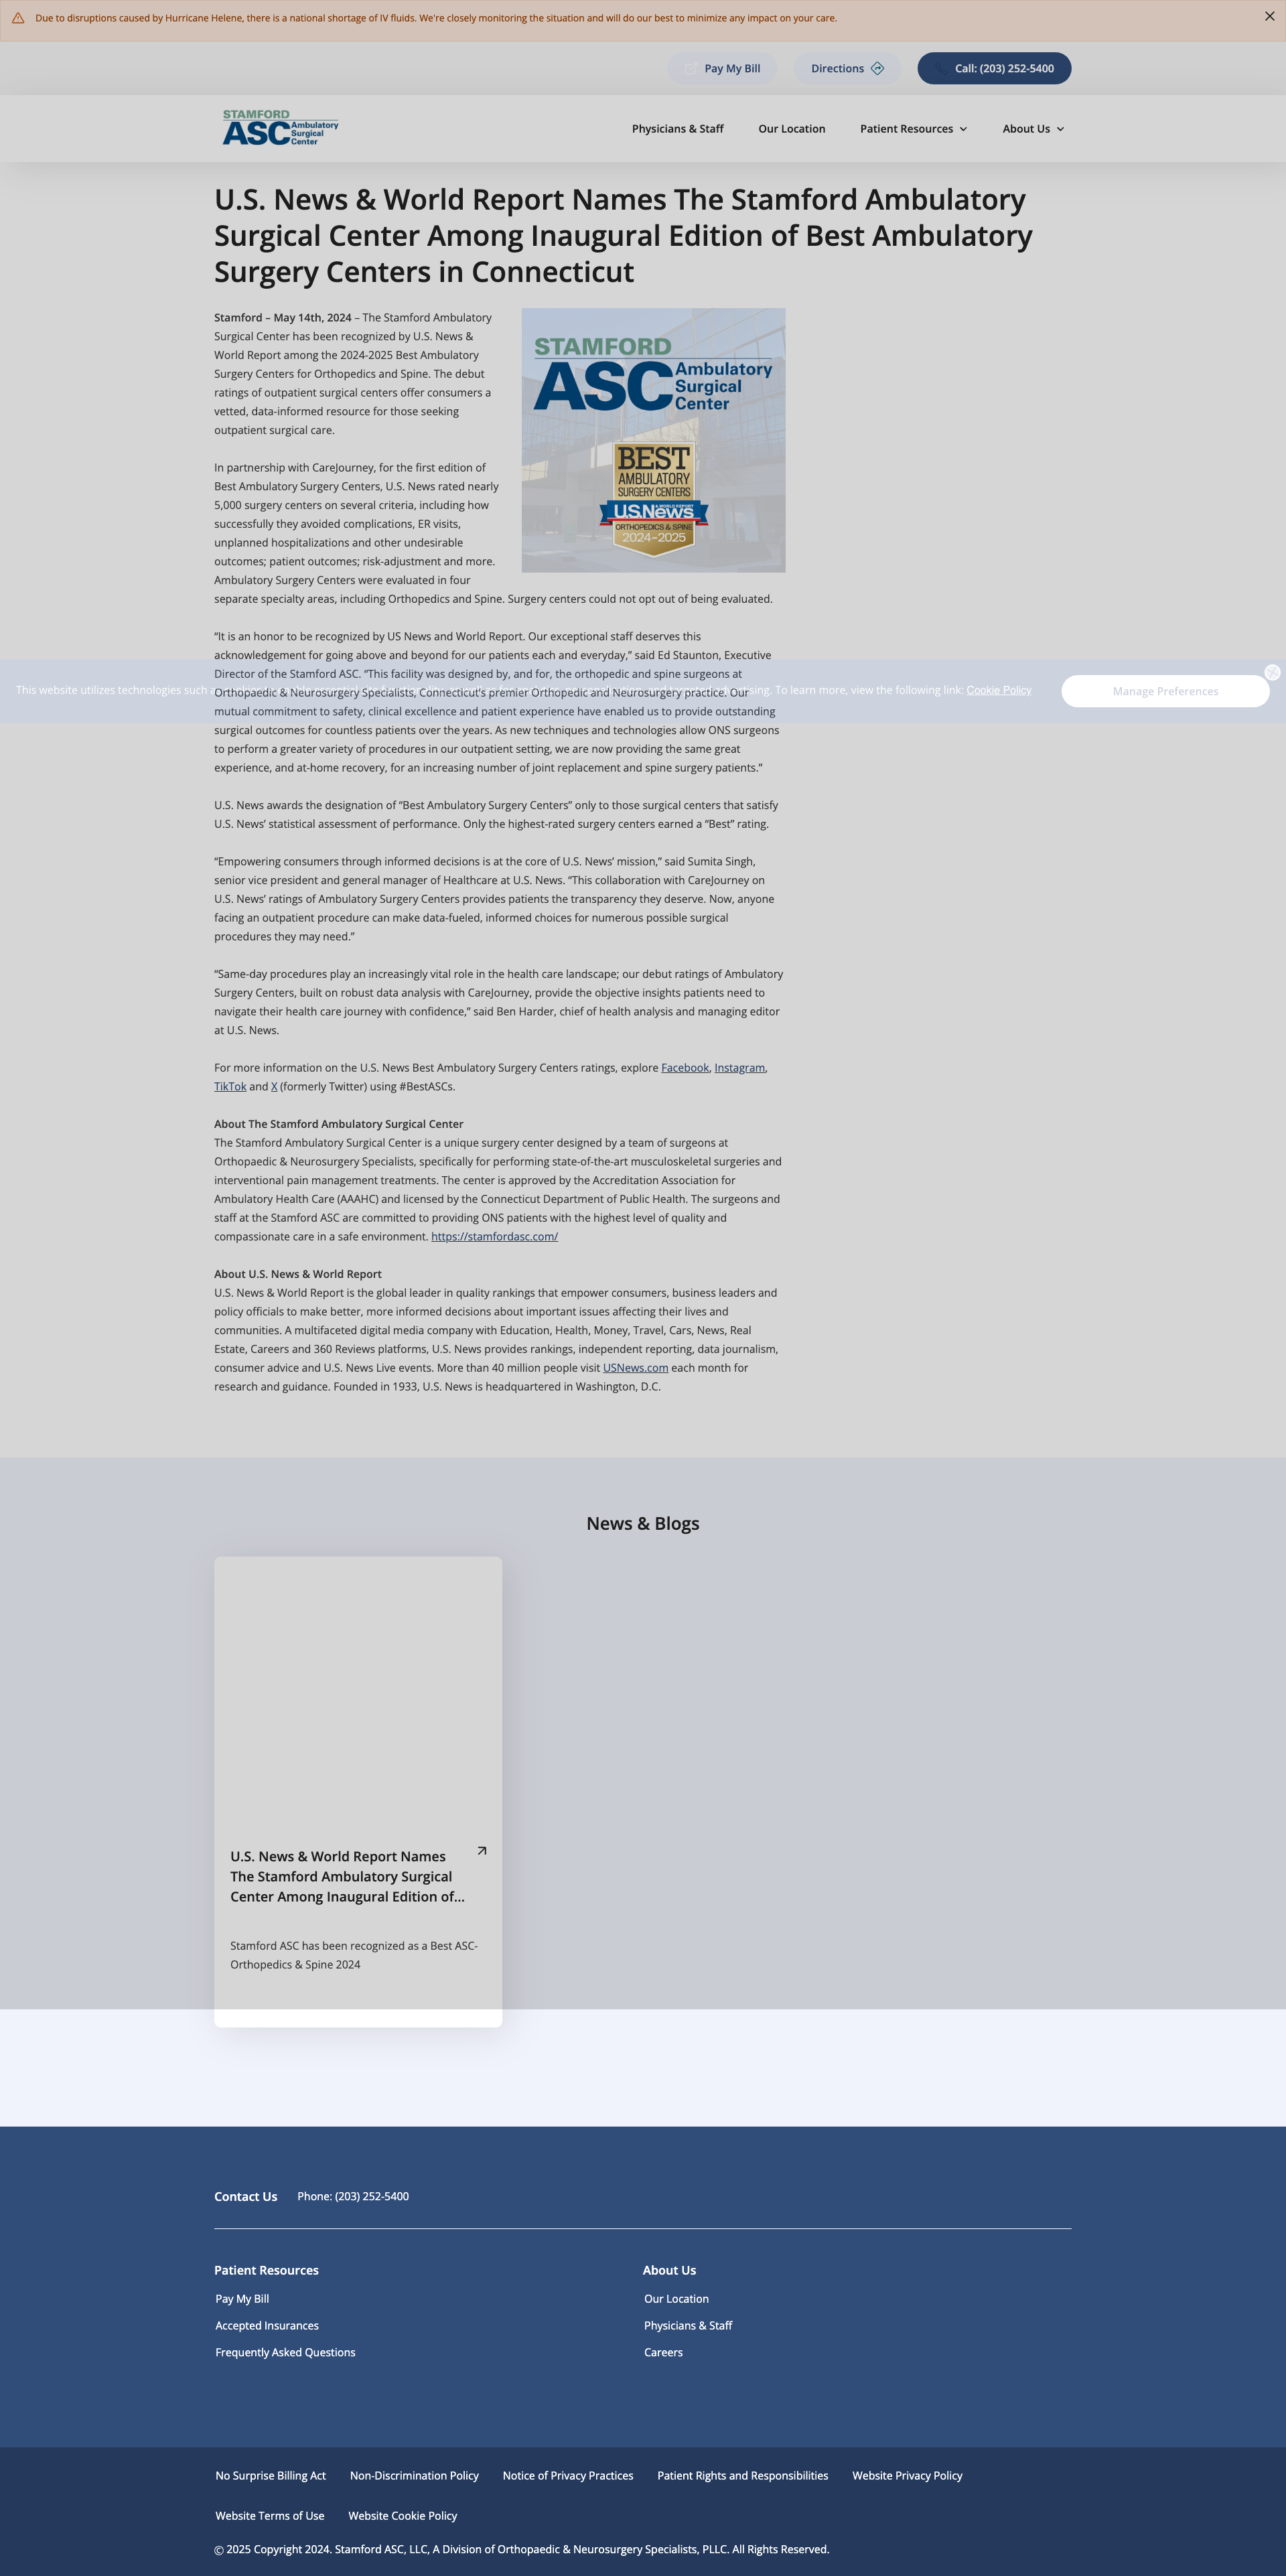 Due to disruptions caused by Hurricane Helene, there is a national shortage of IV fluids. We're closely monitoring the situation and will do our best to minimize any impact on your care.
Pay My Bill
Directions
Call: (203) 252-5400
STAMFORD
ASC Ambulatory
Surgical
Center
Physicians & Staff
Our Location
Patient Resources
About Us
U.S. News & World Report Names The Stamford Ambulatory
Surgical Center Among Inaugural Edition of Best Ambulatory
Surgery Centers in Connecticut
Stamford – May 14th, 2024 – The Stamford Ambulatory
Surgical Center has been recognized by U.S. News &
World Report among the 2024-2025 Best Ambulatory
Surgery Centers for Orthopedics and Spine. The debut
ratings of outpatient surgical centers offer consumers a
vetted, data-informed resource for those seeking
outpatient surgical care.
STAMFORD
ASC Ambulatory
Surgical
Center
BEST
AMBULATORY
SURGERY CENTERS
U.S. News & WORLD REPORT
ORTHOPEDICS & SPINE
2024-2025
In partnership with CareJourney, for the first edition of
Best Ambulatory Surgery Centers, U.S. News rated nearly
5,000 surgery centers on several criteria, including how
successfully they avoided complications, ER visits,
unplanned hospitalizations and other undesirable
outcomes; patient outcomes; risk-adjustment and more.
Ambulatory Surgery Centers were evaluated in four
separate specialty areas, including Orthopedics and Spine. Surgery centers could not opt out of being evaluated.
“It is an honor to be recognized by US News and World Report. Our exceptional staff deserves this
acknowledgement for going above and beyond for our patients each and everyday,” said Ed Staunton, Executive
Director of the Stamford ASC. “This facility was designed by, and for, the orthopedic and spine surgeons at
Orthopaedic & Neurosurgery Specialists, Connecticut’s premier Orthopedic and Neurosurgery practice. Our
This website utilizes technologies such To learn more, view the following link: Cookie Policy
Manage Preferences
mutual commitment to safety, clinical excellence and patient experience have enabled us to provide outstanding
surgical outcomes for countless patients over the years. As new techniques and technologies allow ONS surgeons
to perform a greater variety of procedures in our outpatient setting, we are now providing the same great
experience, and at-home recovery, for an increasing number of joint replacement and spine surgery patients.”
U.S. News awards the designation of “Best Ambulatory Surgery Centers” only to those surgical centers that satisfy
U.S. News’ statistical assessment of performance. Only the highest-rated surgery centers earned a “Best” rating.
“Empowering consumers through informed decisions is at the core of U.S. News’ mission,” said Sumita Singh,
senior vice president and general manager of Healthcare at U.S. News. “This collaboration with CareJourney on
U.S. News’ ratings of Ambulatory Surgery Centers provides patients the transparency they deserve. Now, anyone
facing an outpatient procedure can make data-fueled, informed choices for numerous possible surgical
procedures they may need.”
“Same-day procedures play an increasingly vital role in the health care landscape; our debut ratings of Ambulatory
Surgery Centers, built on robust data analysis with CareJourney, provide the objective insights patients need to
navigate their health care journey with confidence,” said Ben Harder, chief of health analysis and managing editor
at U.S. News.
For more information on the U.S. News Best Ambulatory Surgery Centers ratings, explore Facebook, Instagram,
TikTok and X (formerly Twitter) using #BestASCs.
About The Stamford Ambulatory Surgical Center
The Stamford Ambulatory Surgical Center is a unique surgery center designed by a team of surgeons at
Orthopaedic & Neurosurgery Specialists, specifically for performing state-of-the-art musculoskeletal surgeries and
interventional pain management treatments. The center is approved by the Accreditation Association for
Ambulatory Health Care (AAAHC) and licensed by the Connecticut Department of Public Health. The surgeons and
staff at the Stamford ASC are committed to providing ONS patients with the highest level of quality and
compassionate care in a safe environment. https://stamfordasc.com/
About U.S. News & World Report
U.S. News & World Report is the global leader in quality rankings that empower consumers, business leaders and
policy officials to make better, more informed decisions about important issues affecting their lives and
communities. A multifaceted digital media company with Education, Health, Money, Travel, Cars, News, Real
Estate, Careers and 360 Reviews platforms, U.S. News provides rankings, independent reporting, data journalism,
consumer advice and U.S. News Live events. More than 40 million people visit USNews.com each month for
research and guidance. Founded in 1933, U.S. News is headquartered in Washington, D.C.
News & Blogs
U.S. News & World Report Names
The Stamford Ambulatory Surgical
Center Among Inaugural Edition of...
Stamford ASC has been recognized as a Best ASC-
Orthopedics & Spine 2024
Contact Us
Phone: (203) 252-5400
Patient Resources
Pay My Bill
Accepted Insurances
Frequently Asked Questions
About Us
Our Location
Physicians & Staff
Careers
No Surprise Billing Act
Non-Discrimination Policy
Notice of Privacy Practices
Patient Rights and Responsibilities
Website Privacy Policy
Website Terms of Use
Website Cookie Policy
© 2025 Copyright 2024. Stamford ASC, LLC, A Division of Orthopaedic & Neurosurgery Specialists, PLLC. All Rights Reserved.